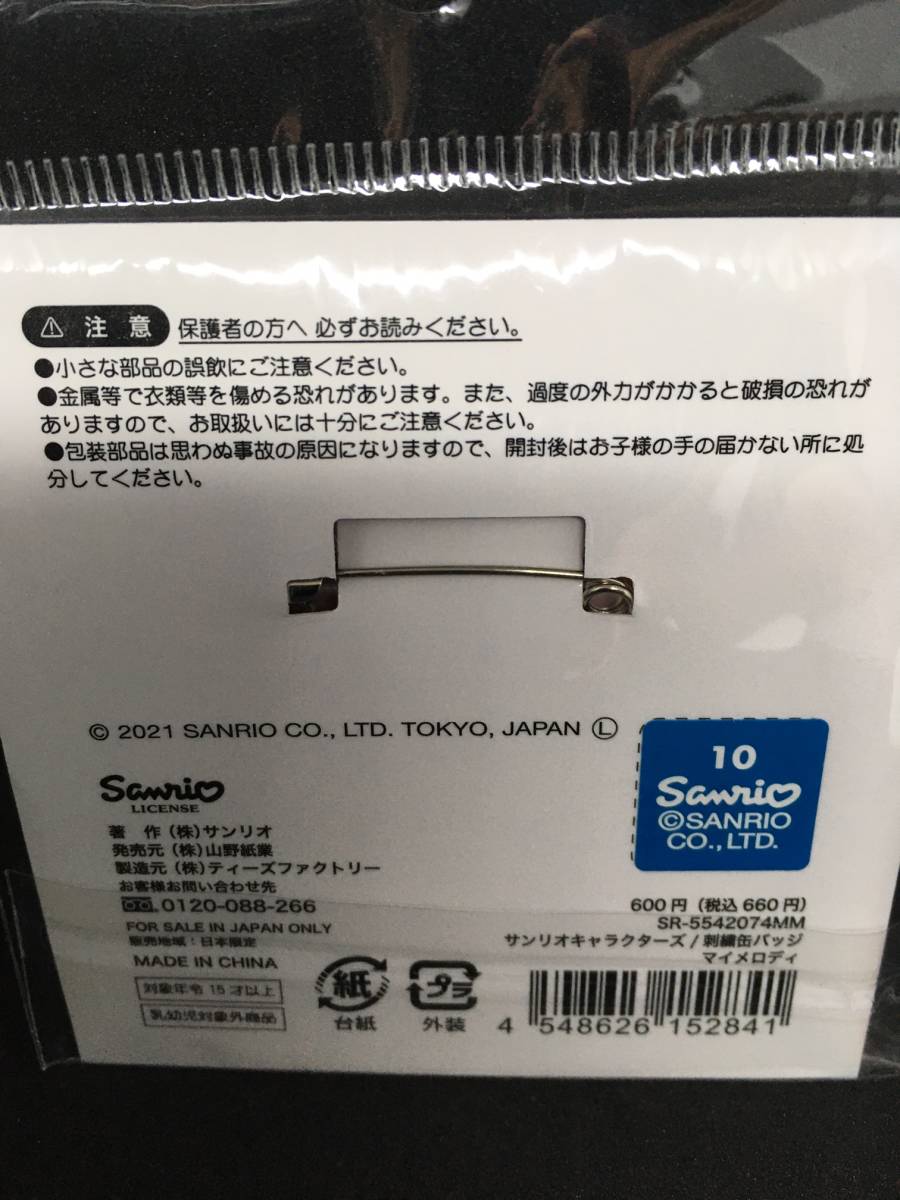 ⚠ 注意 保護者の方へ 必ずお読みください。
●小さな部品の誤飲にご注意ください。
●金属等で衣類等を傷める恐れがあります。また、過度の外力がかかると破損の恐れが
ありますので、お取扱いには十分にご注意ください。
●包装部品は思わぬ事故の原因になりますので、開封後はお子様の手の届かない所に処
分してください。
© 2021 SANRIO CO., LTD. TOKYO, JAPAN Ⓛ
10
Sanrio
©SANRIO
CO., LTD.
Sanrio
LICENSE
著 作 (株) サンリオ
発売元 (株) 山野紙業
製造元 (株) ティーズファクトリー
お客様お問い合わせ先
0120-088-266
FOR SALE IN JAPAN ONLY
販売地域:日本限定
MADE IN CHINA
対象年令 15才以上
乳幼児対象外商品
紙
台紙
プラ
外装
600円 (税込 660円)
SR-5542074MM
サンリオキャラクターズ / 刺繍缶バッジ
マイメロディ
4 548626 152841